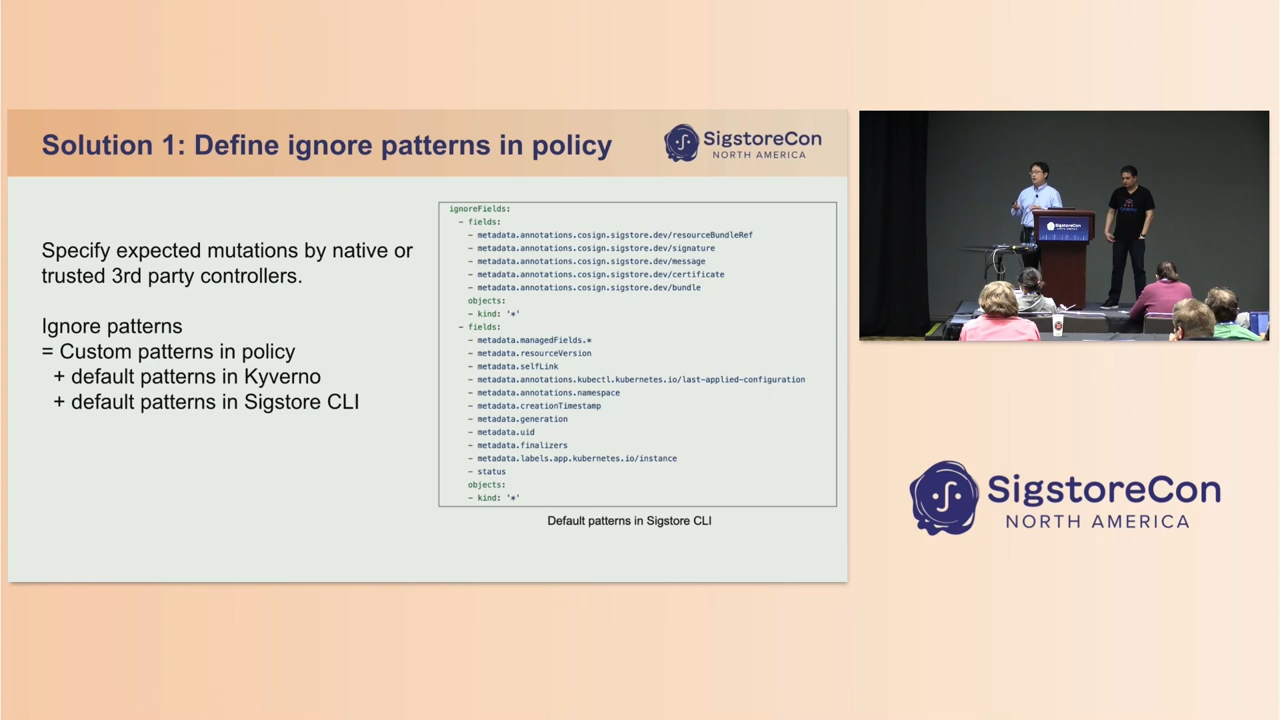 Solution 1: Define ignore patterns in policy
SigstoreCon
NORTH AMERICA
Specify expected mutations by native or
trusted 3rd party controllers.
Ignore patterns
= Custom patterns in policy
+ default patterns in Kyverno
+ default patterns in Sigstore CLI
ignoreFields:
- fields:
- metadata.annotations.cosign.sigstore.dev/resourceBundleRef
- metadata.annotations.cosign.sigstore.dev/signature
- metadata.annotations.cosign.sigstore.dev/message
- metadata.annotations.cosign.sigstore.dev/certificate
- metadata.annotations.cosign.sigstore.dev/bundle
objects:
- kind: '*'
- fields:
- metadata.managedFields.*
- metadata.resourceVersion
- metadata.selfLink
- metadata.annotations.kubectl.kubernetes.io/last-applied-configuration
- metadata.annotations.namespace
- metadata.creationTimestamp
- metadata.generation
- metadata.uid
- metadata.finalizers
- metadata.labels.app.kubernetes.io/instance
- status
objects:
- kind: '*'
Default patterns in Sigstore CLI
SigstoreCon
SigstoreCon
NORTH AMERICA